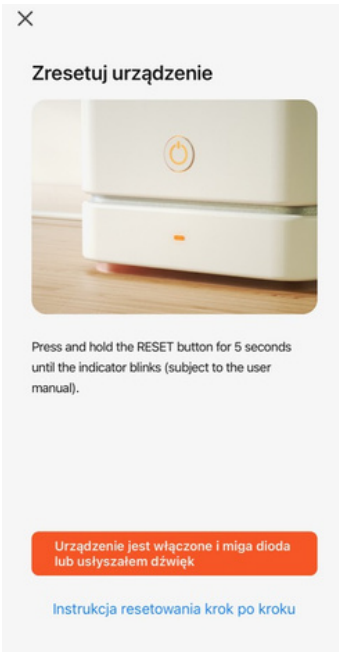 Zresetuj urządzenie
Press and hold the RESET button for 5 seconds
until the indicator blinks (subject to the user
manual).
Urządzenie jest włączone i miga dioda
lub usłyszałem dźwięk
Instrukcja resetowania krok po kroku